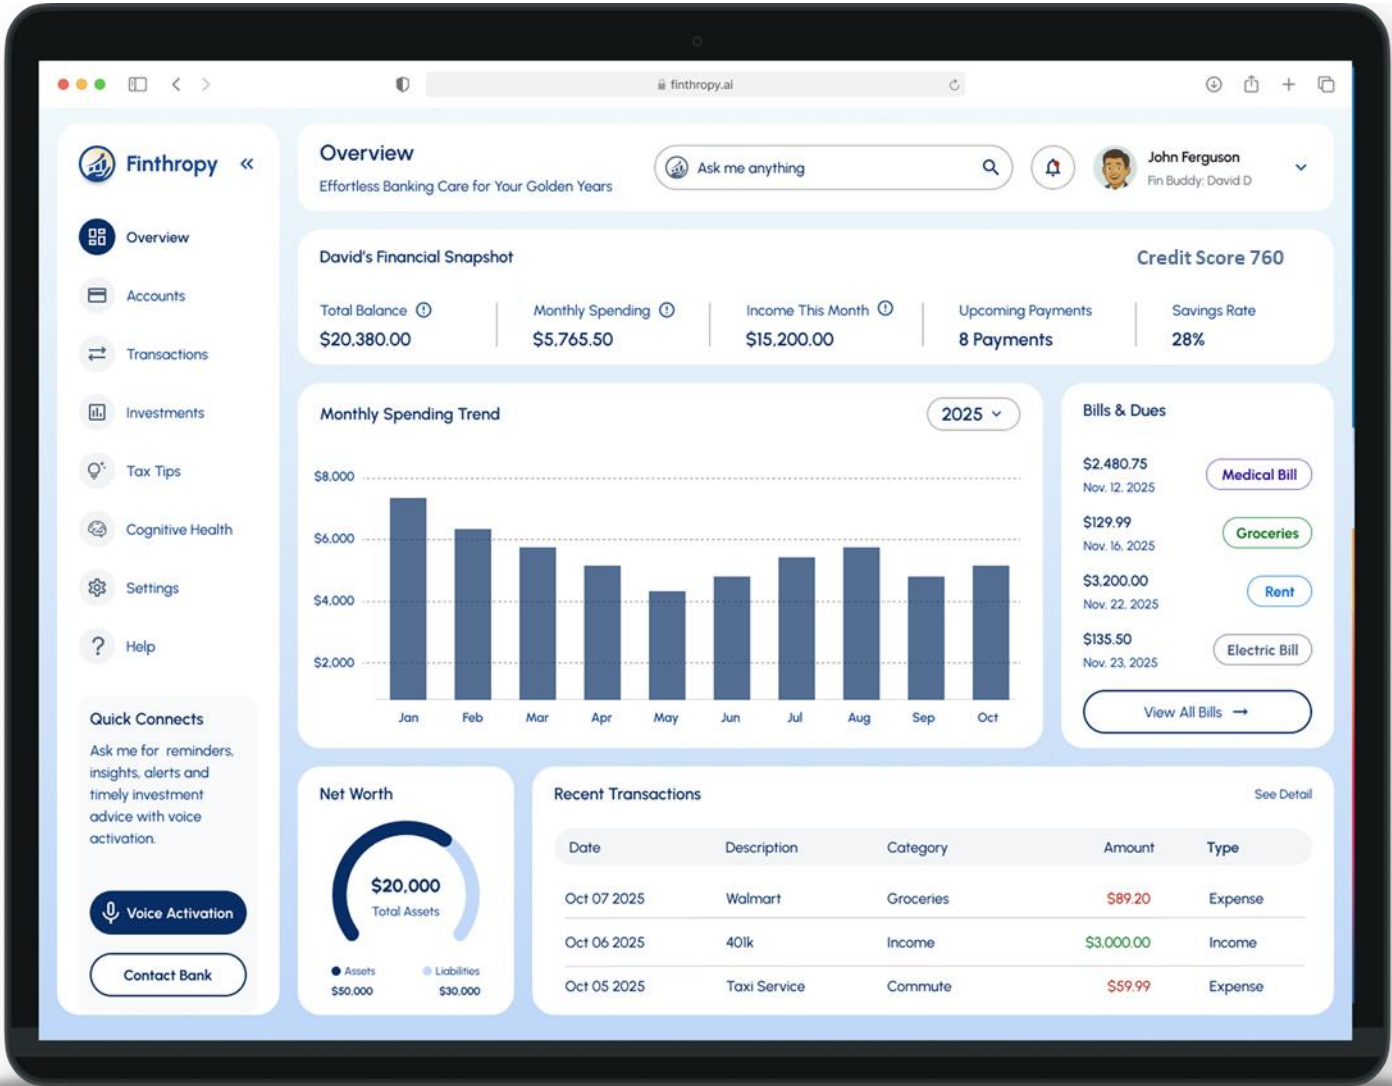 finthropy.ai
Finthropy
Overview
Accounts
Transactions
Investments
Tax Tips
Cognitive Health
Settings
Help
Quick Connects
Ask me for reminders,
insights, alerts and
timely investment
advice with voice
activation.
Voice Activation
Contact Bank
Overview
Effortless Banking Care for Your Golden Years
Ask me anything
John Ferguson
Fin Buddy: David D
David's Financial Snapshot
Credit Score 760
Total Balance
$20,380.00
Monthly Spending
$5,765.50
Income This Month
$15,200.00
Upcoming Payments
8 Payments
Savings Rate
28%
Monthly Spending Trend
2025
$8,000
$6,000
$4,000
$2,000
Jan Feb Mar Apr May Jun Jul Aug Sep Oct
Bills & Dues
$2,480.75
Nov. 12, 2025
Medical Bill
$129.99
Nov. 16, 2025
Groceries
$3,200.00
Nov. 22, 2025
Rent
$135.50
Nov. 23, 2025
Electric Bill
View All Bills →
Net Worth
$20,000
Total Assets
Assets
$50,000
Liabilities
$30,000
Recent Transactions
See Detail
Date Description Category Amount Type
Oct 07 2025 Walmart Groceries $89.20 Expense
Oct 06 2025 401k Income $3,000.00 Income
Oct 05 2025 Taxi Service Commute $59.99 Expense